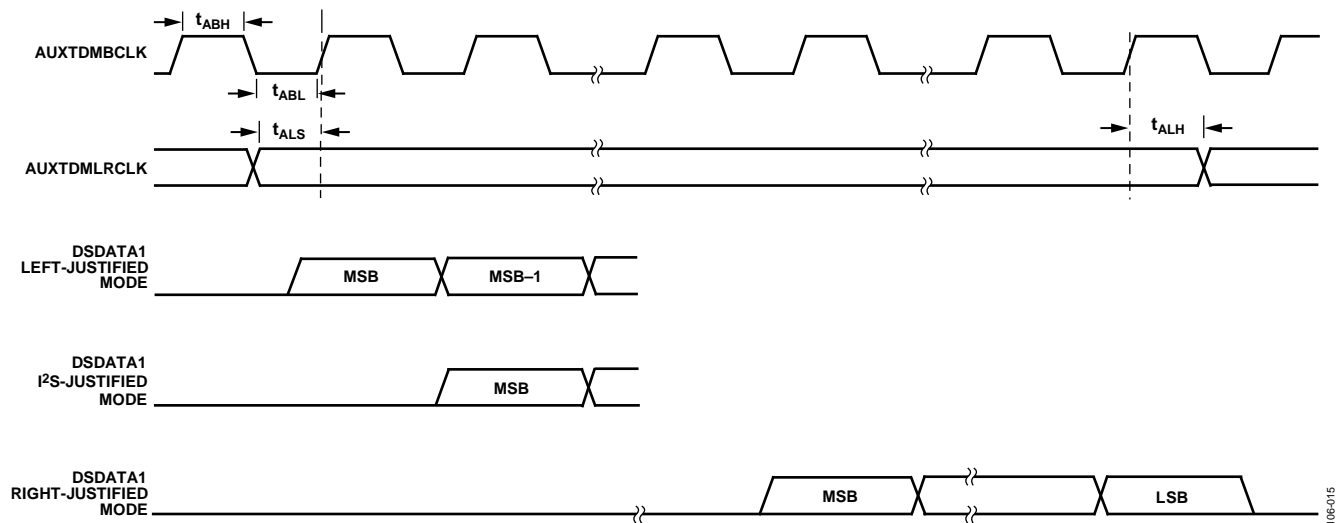 tABH
AUXTDMBCLK
tABL
tALS
tALH
AUXTDMLRCLK
DSDATA1
LEFT-JUSTIFIED
MODE
MSB
MSB–1
DSDATA1
I²S-JUSTIFIED
MODE
MSB
DSDATA1
RIGHT-JUSTIFIED
MODE
MSB
LSB
06-015